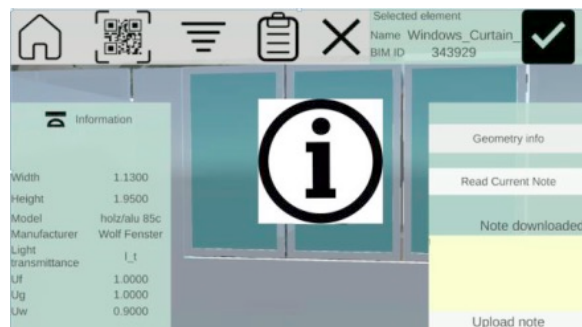 Selected element
Name Windows_Curtain_
BIM ID 343929
Information
Width 1.1300
Height 1.9500
Model holz/alu 85c
Manufacturer Wolf Fenster
Light
transmittance l_t
Uf 1.0000
Ug 1.0000
Uw 0.9000
i
Geometry info
Read Current Note
Note downloaded
Upload note